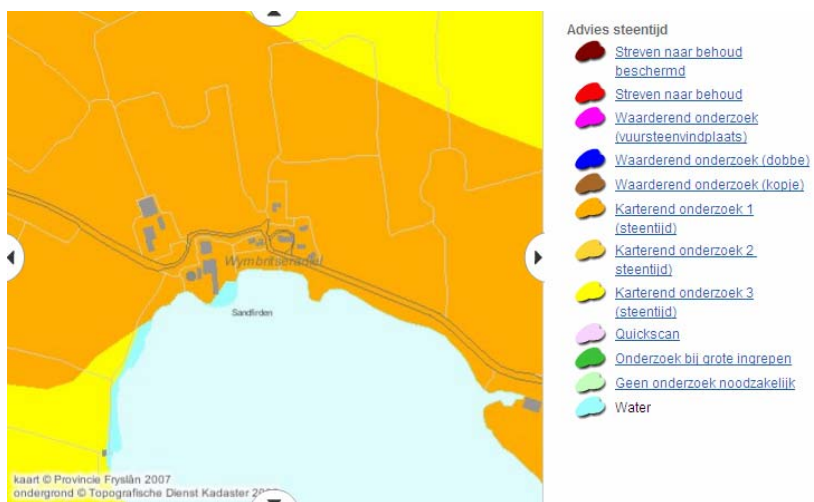 Advies steentijd
Streven naar behoud
beschermd
Streven naar behoud
Waarderend onderzoek
(vuursteenvindplaats)
Waarderend onderzoek (dobbe)
Waarderend onderzoek (kopje)
Karterend onderzoek 1
(steentijd)
Karterend onderzoek 2
steentijd)
Karterend onderzoek 3
(steentijd)
Quickscan
Onderzoek bij grote ingrepen
Geen onderzoek noodzakelijk
Water
Sandfirden
kaart © Provincie Fryslân 2007
ondergrond © Topografische Dienst Kadaster